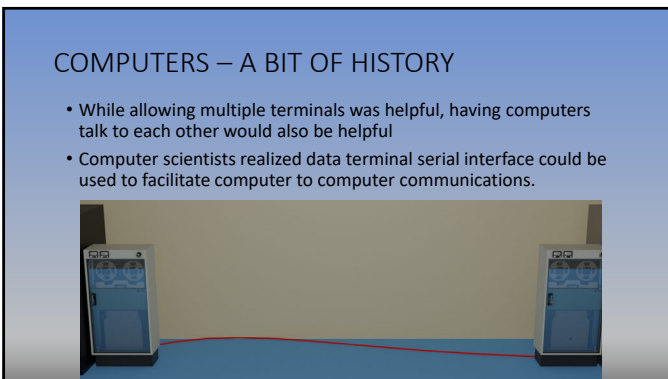 COMPUTERS – A BIT OF HISTORY
• While allowing multiple terminals was helpful, having computers
talk to each other would also be helpful
• Computer scientists realized data terminal serial interface could be
used to facilitate computer to computer communications.